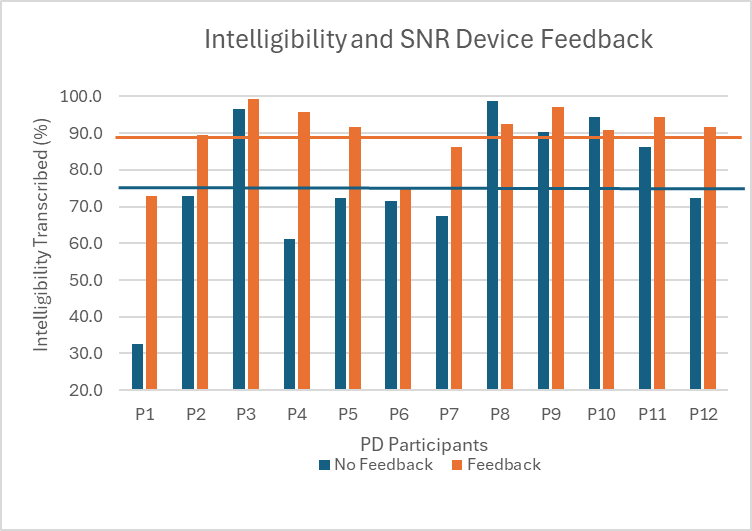 Intelligibility and SNR Device Feedback
Intelligibility Transcribed (%)
100.0
90.0
80.0
70.0
60.0
50.0
40.0
30.0
20.0
P1 P2 P3 P4 P5 P6 P7 P8 P9 P10 P11 P12
PD Participants
No Feedback Feedback